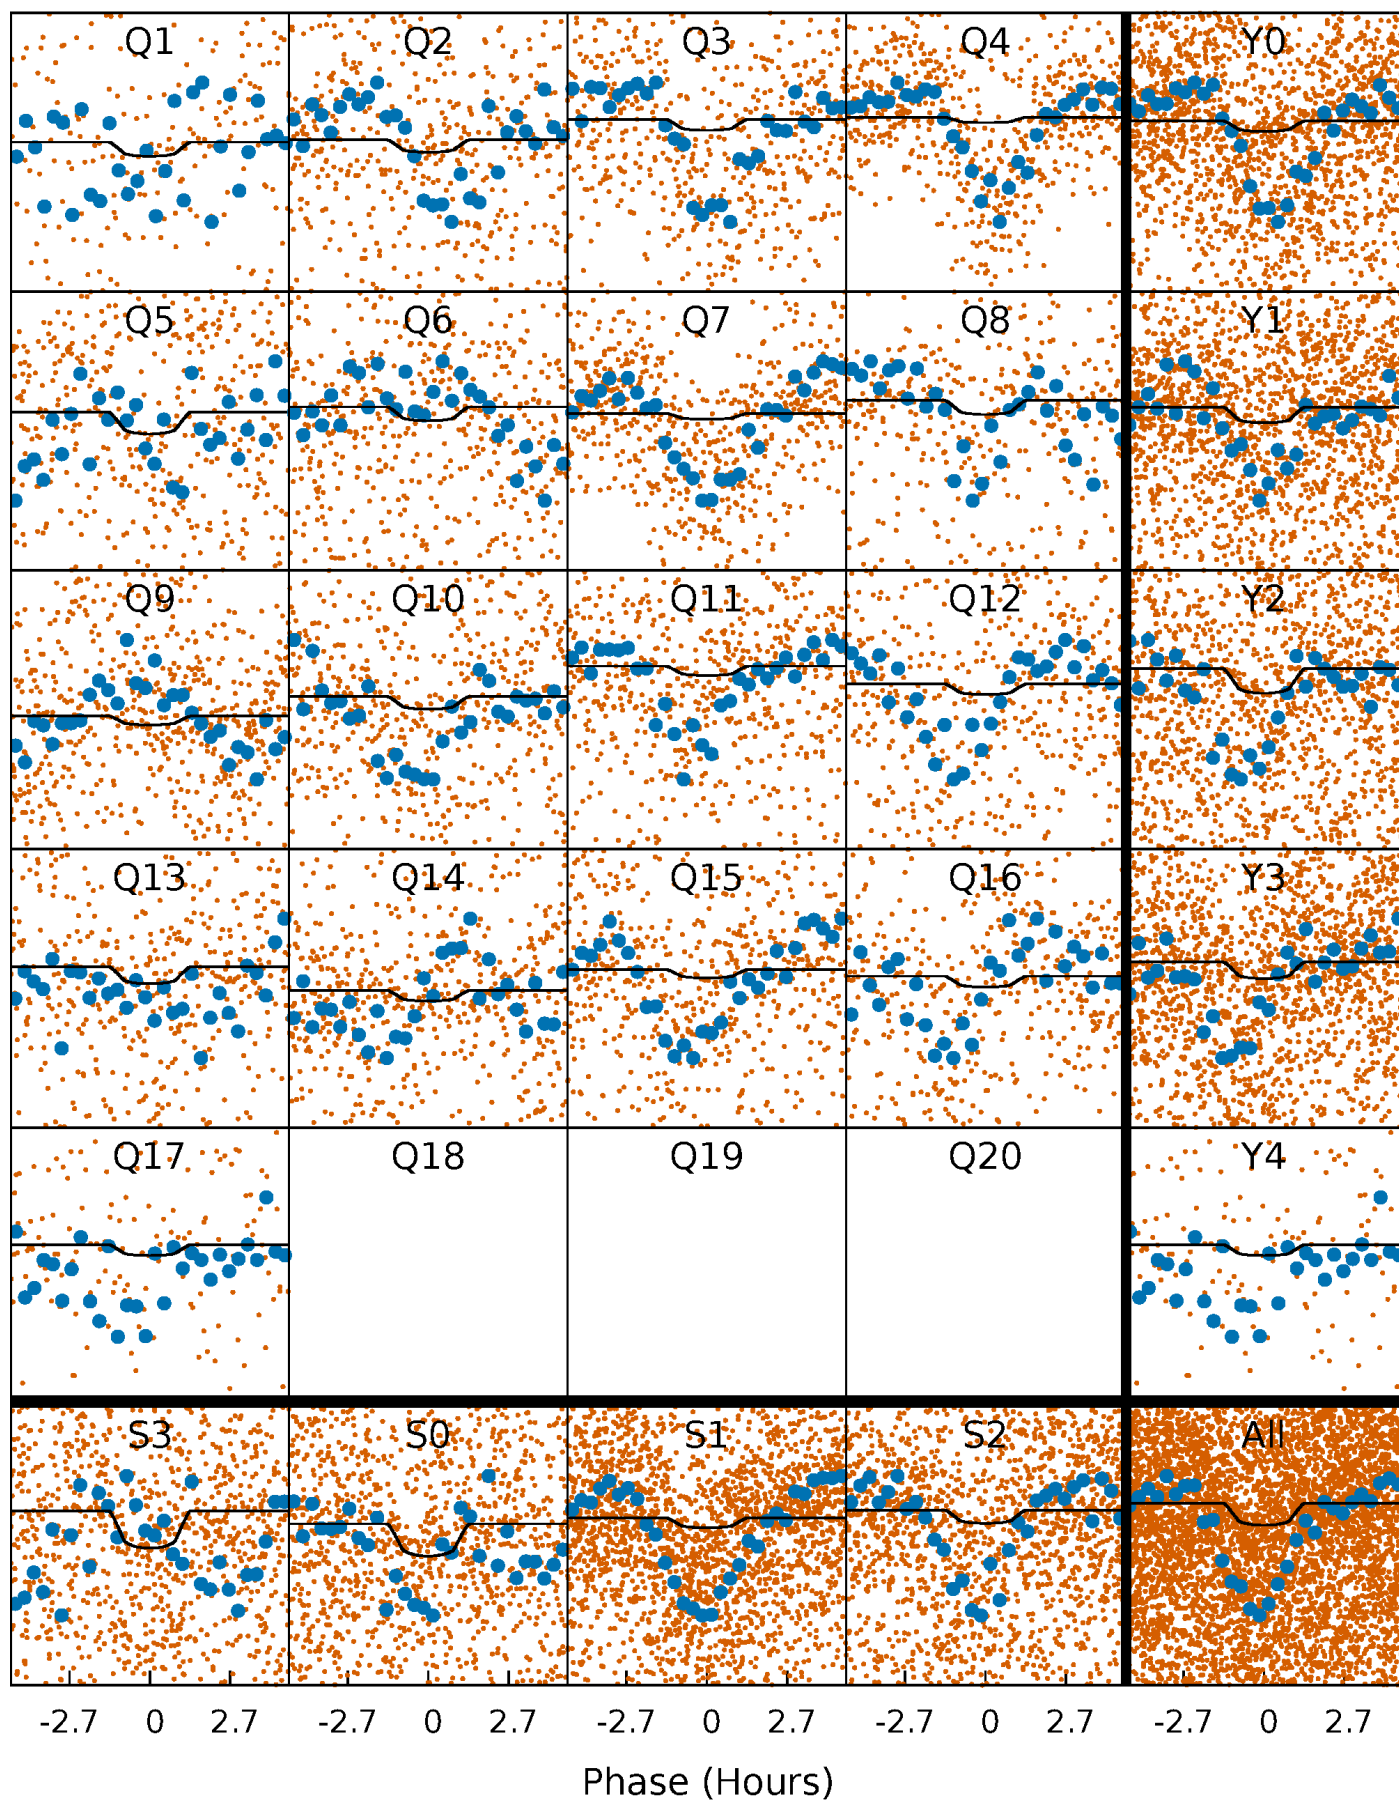 Q1 Q2 Q3 Q4 Y0
Q5 Q6 Q7 Q8 Y1
Q9 Q10 Q11 Q12 Y2
Q13 Q14 Q15 Q16 Y3
Q17 Q18 Q19 Q20 Y4
S3 S0 S1 S2 All
-2.7 0 2.7 -2.7 0 2.7 -2.7 0 2.7 -2.7 0 2.7 -2.7 0 2.7
Phase (Hours)